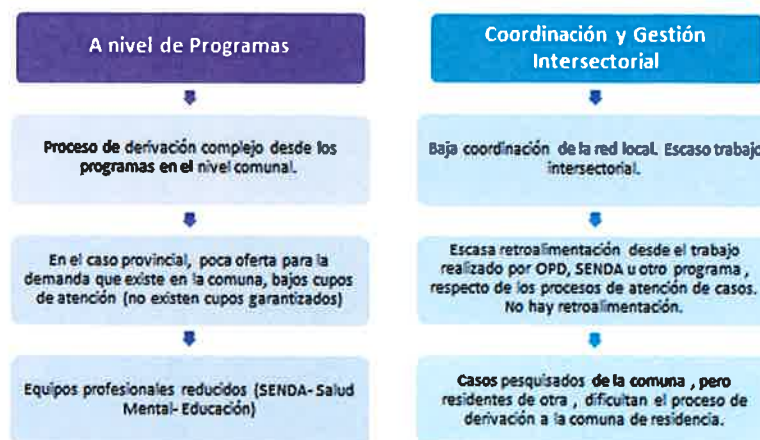 A nivel de Programas
Proceso de derivación complejo desde los
programas en el nivel comunal.
En el caso provincial, poca oferta para la
demanda que existe en la comuna, bajos cupos
de atención (no existen cupos garantizados)
Equipos profesionales reducidos (SENDA- Salud
Mental- Educación)
Coordinación y Gestión
Intersectorial
Baja coordinación de la red local. Escaso trabajo
intersectorial.
Escasa retroalimentación desde el trabajo
realizado por OPD, SENDA u otro programa ,
respecto de los procesos de atención de casos.
No hay retroalimentación.
Casos pesquisados de la comuna , pero
residentes de otra , dificultan el proceso de
derivación a la comuna de residencia.